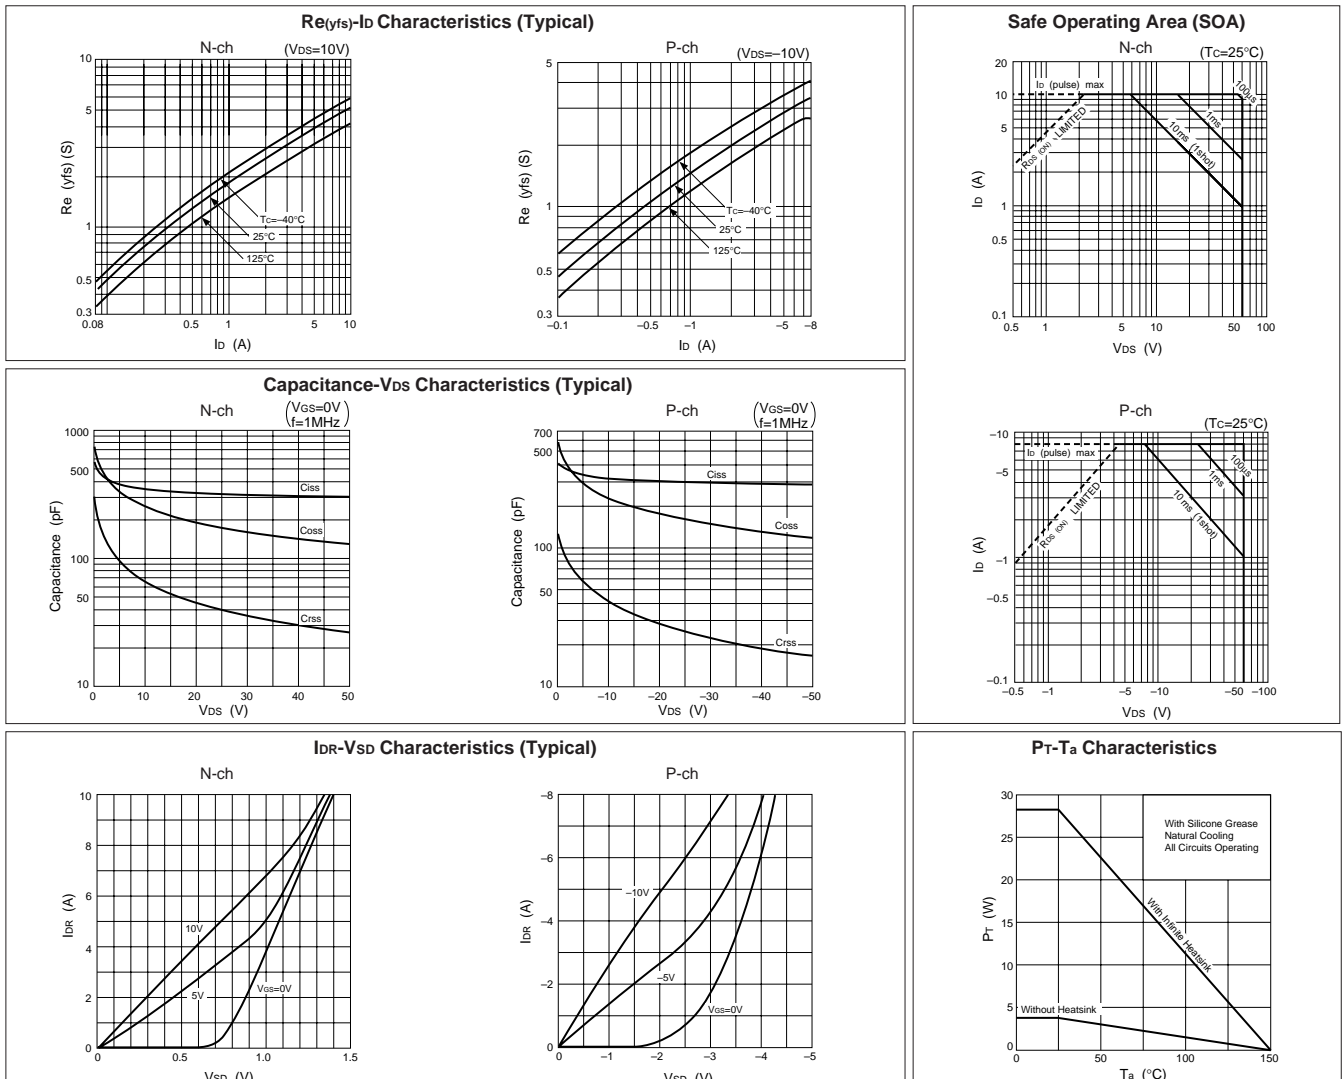 Re(yfs)-ID Characteristics (Typical)
N-ch
(VDS=10V)
10
5
1
0.5
0.3
Re (yfs) (S)
TC=–40°C
25°C
125°C
0.08
0.5
1
5
10
ID (A)
P-ch
(VDS=–10V)
5
1
0.5
0.3
Re (yfs) (S)
TC=–40°C
25°C
125°C
–0.1
–0.5
–1
–5
–8
ID (A)
Safe Operating Area (SOA)
N-ch
(TC=25°C)
20
10
5
1
0.5
0.1
ID (A)
ID (pulse) max
RDS (ON) LIMITED
100µs
1ms
10ms (1shot)
0.5
1
5
10
50
100
VDS (V)
P-ch
(TC=25°C)
–10
–5
–1
–0.5
–0.1
ID (A)
ID (pulse) max
RDS (ON) LIMITED
100µs
1ms
10ms (1shot)
–0.5
–1
–5
–10
–50
–100
VDS (V)
Capacitance-VDS Characteristics (Typical)
N-ch
VGS=0V
f=1MHz
1000
500
100
50
10
Capacitance (pF)
Ciss
Coss
Crss
0
10
20
30
40
50
VDS (V)
P-ch
VGS=0V
f=1MHz
700
500
100
50
10
Capacitance (pF)
Ciss
Coss
Crss
0
–10
–20
–30
–40
–50
VDS (V)
IDR-VSD Characteristics (Typical)
N-ch
10
8
6
4
2
0
IDR (A)
10V
5V
VGS=0V
0
0.5
1.0
1.5
VSD (V)
P-ch
–8
–6
–4
–2
0
IDR (A)
–10V
–5V
VGS=0V
0
–1
–2
–3
–4
–5
VSD (V)
PT-Ta Characteristics
30
25
20
15
10
5
0
PT (W)
With Silicone Grease
Natural Cooling
All Circuits Operating
With Infinite Heatsink
Without Heatsink
0
50
100
150
Ta (°C)